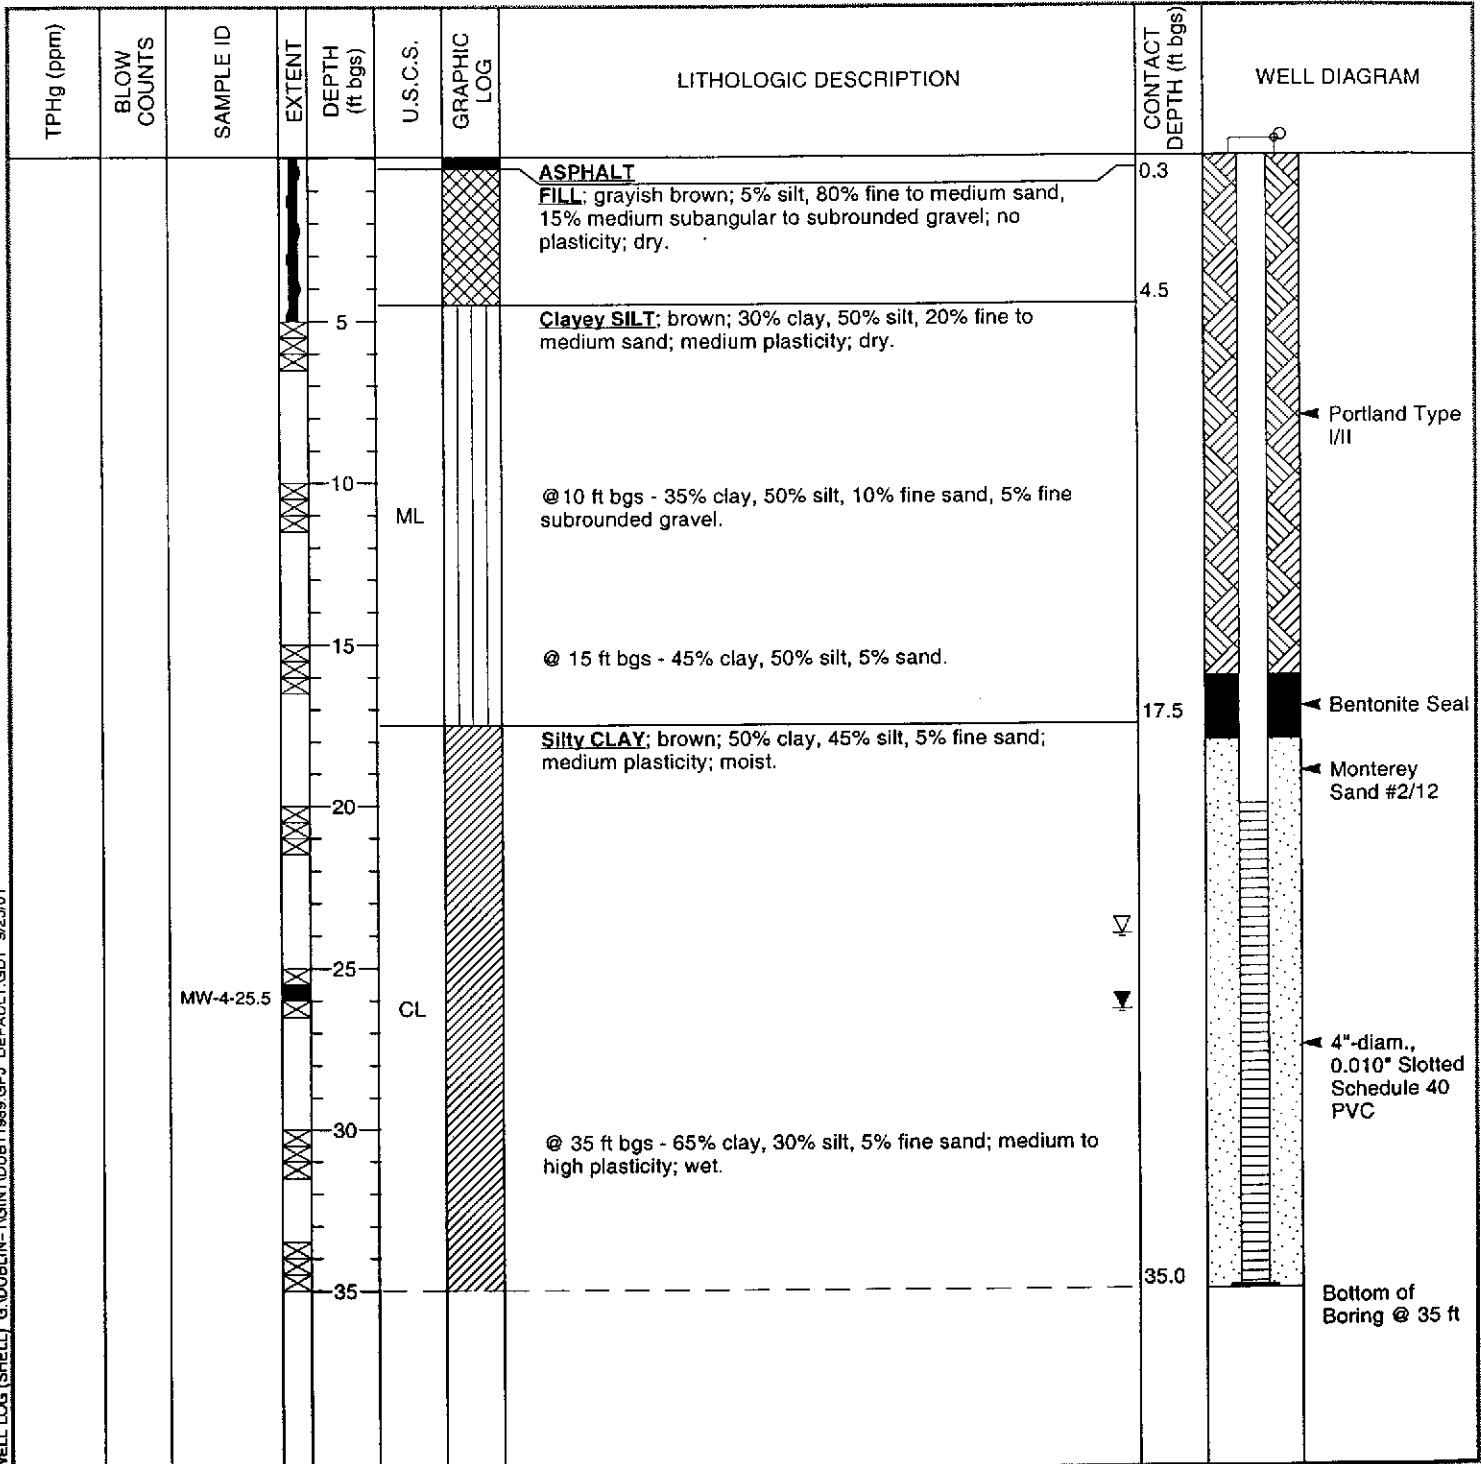 TPHg (ppm)
BLOW
COUNTS
SAMPLE ID
EXTENT
DEPTH
(ft bgs)
U.S.C.S.
GRAPHIC
LOG
LITHOLOGIC DESCRIPTION
CONTACT
DEPTH (ft bgs)
WELL DIAGRAM
ASPHALT
0.3
FILL; grayish brown; 5% silt, 80% fine to medium sand,
15% medium subangular to subrounded gravel; no
plasticity; dry.
4.5
5
Clayey SILT; brown; 30% clay, 50% silt, 20% fine to
medium sand; medium plasticity; dry.
Portland Type
I/II
10
@10 ft bgs - 35% clay, 50% silt, 10% fine sand, 5% fine
subrounded gravel.
ML
15
@ 15 ft bgs - 45% clay, 50% silt, 5% sand.
17.5
Bentonite Seal
Silty CLAY; brown; 50% clay, 45% silt, 5% fine sand;
medium plasticity; moist.
Monterey
Sand #2/12
20
25
MW-4-25.5
CL
4"-diam.,
0.010" Slotted
Schedule 40
PVC
30
@ 35 ft bgs - 65% clay, 30% silt, 5% fine sand; medium to
high plasticity; wet.
35
35.0
Bottom of
Boring @ 35 ft
WELL LOG (SHELL) DEFAULT.GDT